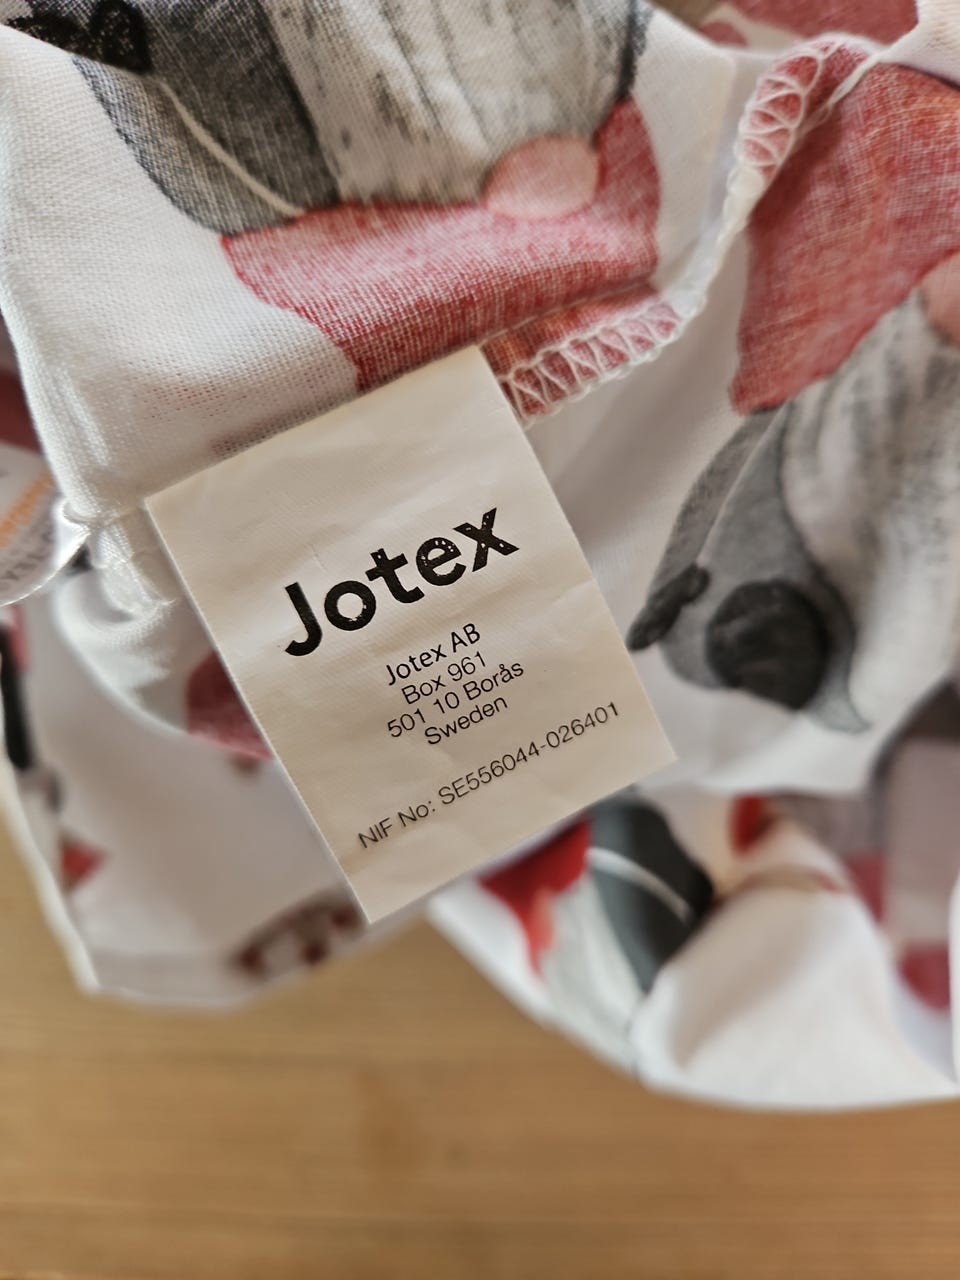 Jotex
Jotex AB
Box 961
501 10 Borås
Sweden
NIF No: SE556044-026401